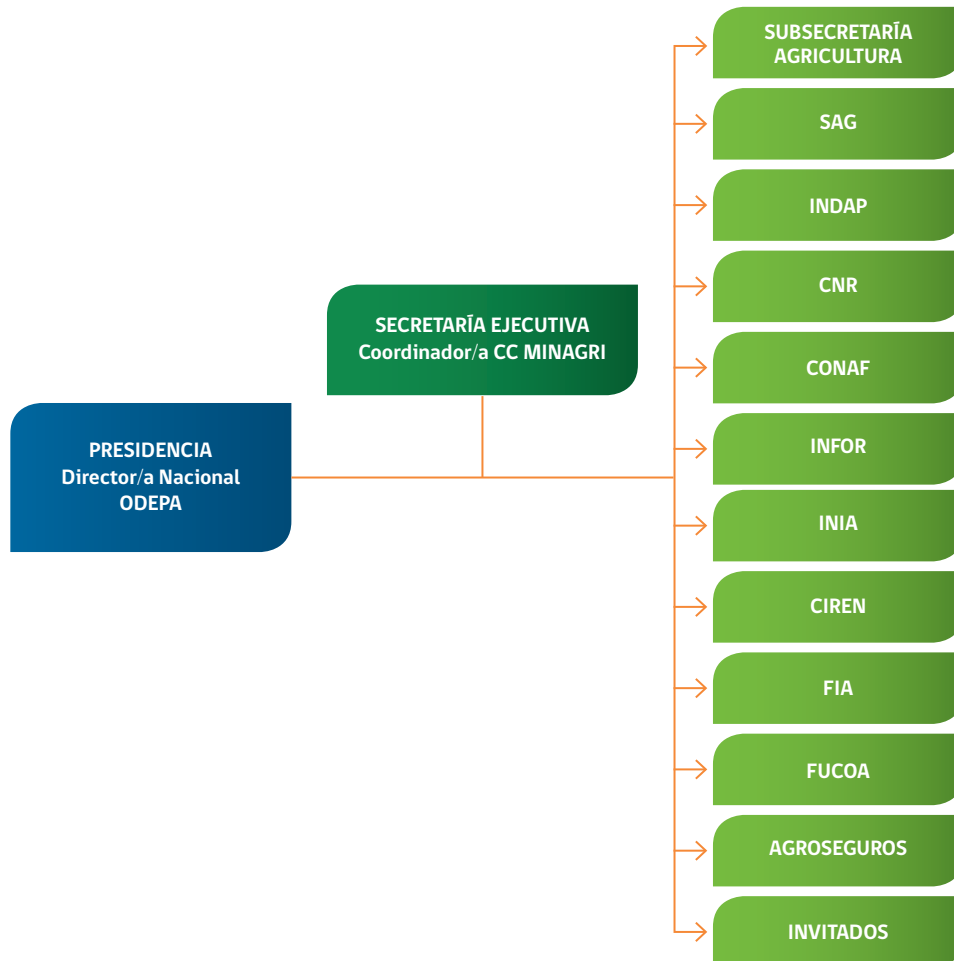 PRESIDENCIA
Director/a Nacional
ODEPA
SECRETARÍA EJECUTIVA
Coordinador/a CC MINAGRI
SUBSECRETARÍA
AGRICULTURA
SAG
INDAP
CNR
CONAF
INFOR
INIA
CIREN
FIA
FUCOA
AGROSEGUROS
INVITADOS